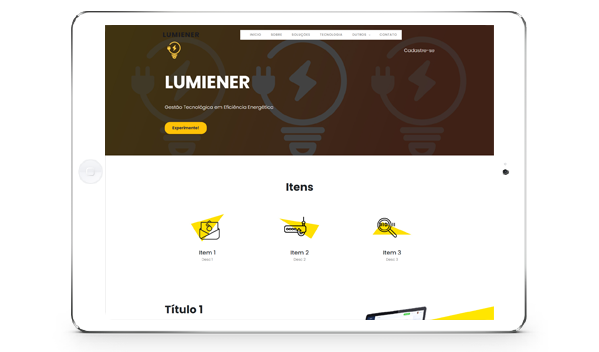 LUMIENER
INÍCIO SOBRE SOLUÇÕES TECNOLOGIA OUTROS CONTATO
Cadastre-se
LUMIENER
Gestão Tecnológica em Eficiência Energética
Experimente!
Itens
Item 1 Item 2 Item 3
Desc 1 Desc 2 Desc 3
Título 1